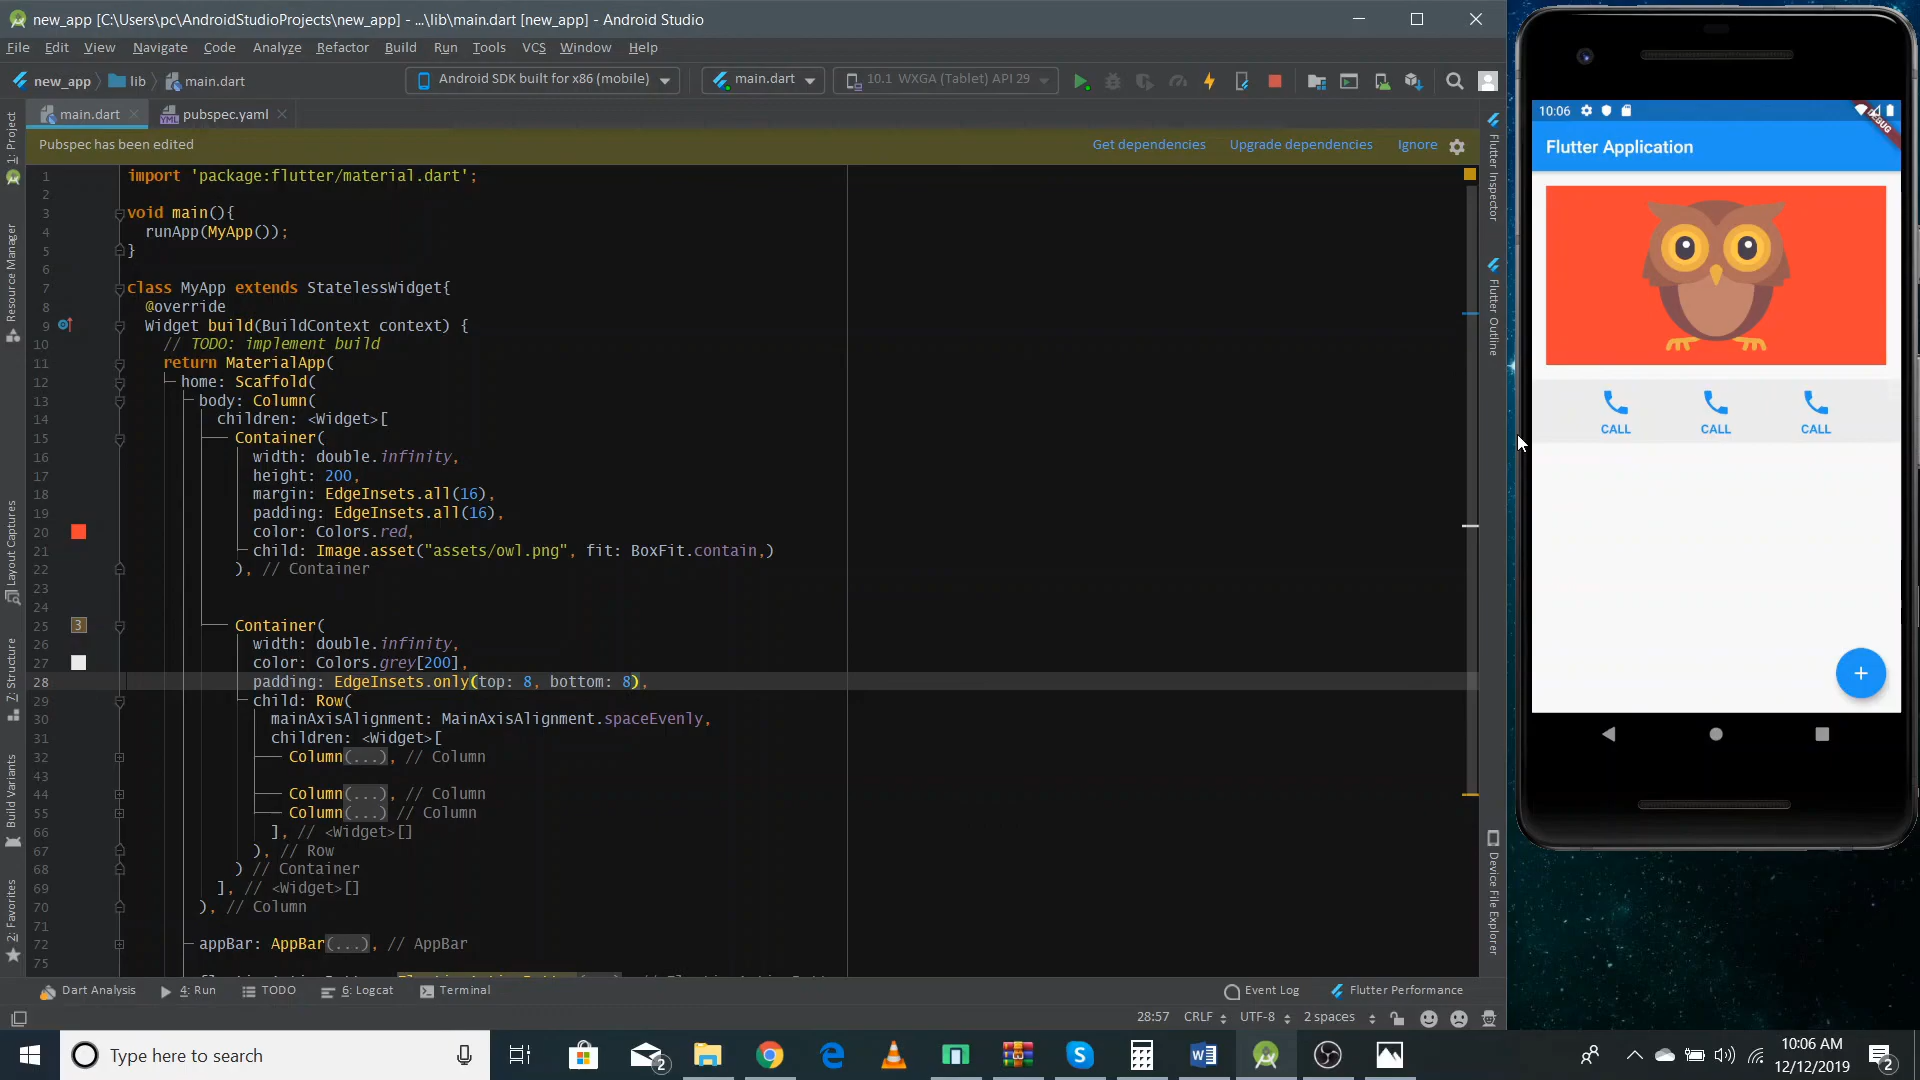 new_app [C:\Users\pc\AndroidStudioProjects\new_app] - ...\lib\main.dart [new_app] - Android Studio
File Edit View Navigate Code Analyze Refactor Build Run Tools VCS Window Help
new_app lib main.dart Android SDK built for x86 (mobile) main.dart 10.1 WXGA (Tablet) API 29
main.dart pubspec.yaml
Pubspec has been edited Get dependencies Upgrade dependencies Ignore
1 import 'package:flutter/material.dart';
2
3 void main(){
4 runApp(MyApp());
5 }
6
7 class MyApp extends StatelessWidget{
8 @override
9 Widget build(BuildContext context) {
10 // TODO: implement build
11 return MaterialApp(
12 home: Scaffold(
13 body: Column(
14 children: <Widget>[
15 Container(
16 width: double.infinity,
17 height: 200,
18 margin: EdgeInsets.all(16),
19 padding: EdgeInsets.all(16),
20 color: Colors.red,
21 child: Image.asset("assets/owl.png", fit: BoxFit.contain,)
22 ), // Container
23
24
25 3 Container(
26 width: double.infinity,
27 color: Colors.grey[200],
28 padding: EdgeInsets.only(top: 8, bottom: 8),
29 child: Row(
30 mainAxisAlignment: MainAxisAlignment.spaceEvenly,
31 children: <Widget>[
32 Column(...), // Column
43
44 Column(...), // Column
55 Column(...) // Column
66 ], // <Widget>[]
67 ), // Row
68 ) // Container
69 ], // <Widget>[]
70 ), // Column
71
72 appBar: AppBar(...), // AppBar
75
1: Project
Resource Manager
Layout Captures
7: Structure
Build Variants
2: Favorites
Flutter Inspector
Flutter Outline
Device File Explorer
Dart Analysis 4: Run TODO 6: Logcat Terminal Event Log Flutter Performance
28:57 CRLF UTF-8 2 spaces
10:06
DEBUG
Flutter Application
CALL CALL CALL
+
Type here to search
2
10:06 AM
12/12/2019
2